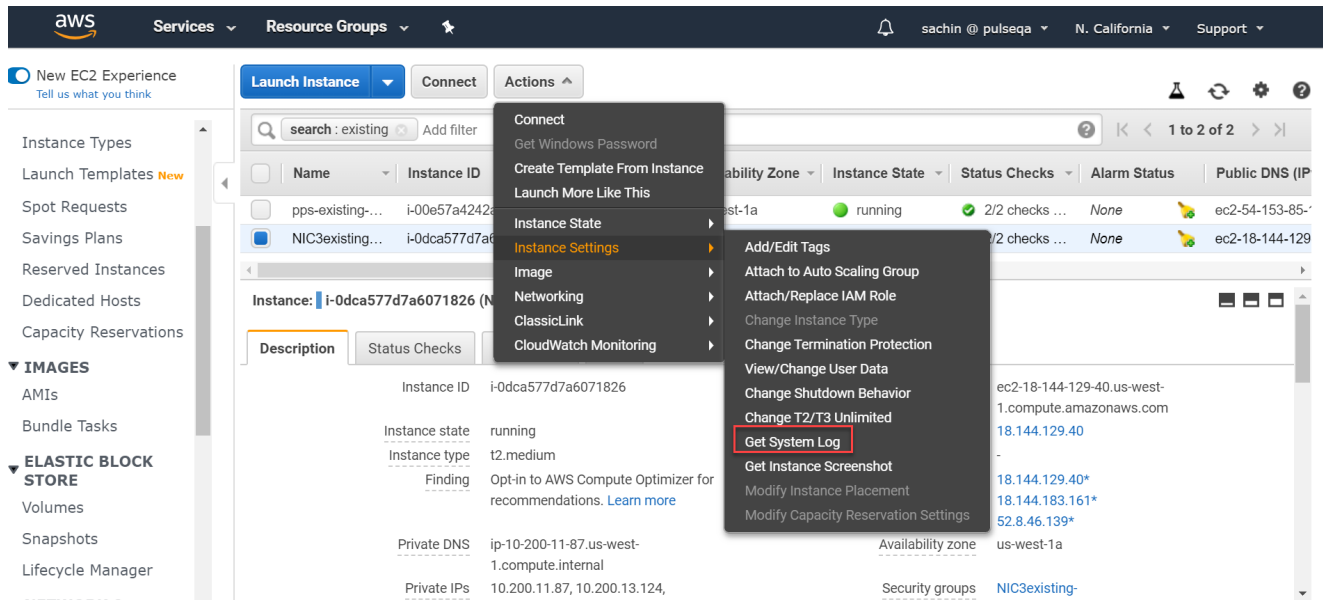 aws
Services
Resource Groups
sachin @ pulseqa
N. California
Support
New EC2 Experience
Tell us what you think
Instance Types
Launch Templates New
Spot Requests
Savings Plans
Reserved Instances
Dedicated Hosts
Capacity Reservations
IMAGES
AMIs
Bundle Tasks
ELASTIC BLOCK
STORE
Volumes
Snapshots
Lifecycle Manager
Launch Instance
Connect
Actions
search : existing
Add filter
1 to 2 of 2
Name
Instance ID
ability Zone
Instance State
Status Checks
Alarm Status
Public DNS (IP
pps-existing-...
i-00e57a4242a
est-1a
running
2/2 checks ...
None
ec2-54-153-85-
NIC3existing...
i-0dca577d7a6
2/2 checks ...
None
ec2-18-144-129
Connect
Get Windows Password
Create Template From Instance
Launch More Like This
Instance State
Instance Settings
Image
Networking
ClassicLink
CloudWatch Monitoring
Add/Edit Tags
Attach to Auto Scaling Group
Attach/Replace IAM Role
Change Instance Type
Change Termination Protection
View/Change User Data
Change Shutdown Behavior
Change T2/T3 Unlimited
Get System Log
Get Instance Screenshot
Modify Instance Placement
Modify Capacity Reservation Settings
Instance: i-0dca577d7a6071826 (N
Description
Status Checks
Instance ID i-0dca577d7a6071826
Instance state running
Instance type t2.medium
Finding Opt-in to AWS Compute Optimizer for
recommendations. Learn more
Private DNS ip-10-200-11-87.us-west-
1.compute.internal
Private IPs 10.200.11.87, 10.200.13.124,
ec2-18-144-129-40.us-west-
1.compute.amazonaws.com
18.144.129.40
-
18.144.129.40*
18.144.183.161*
52.8.46.139*
Availability zone us-west-1a
Security groups NIC3existing-